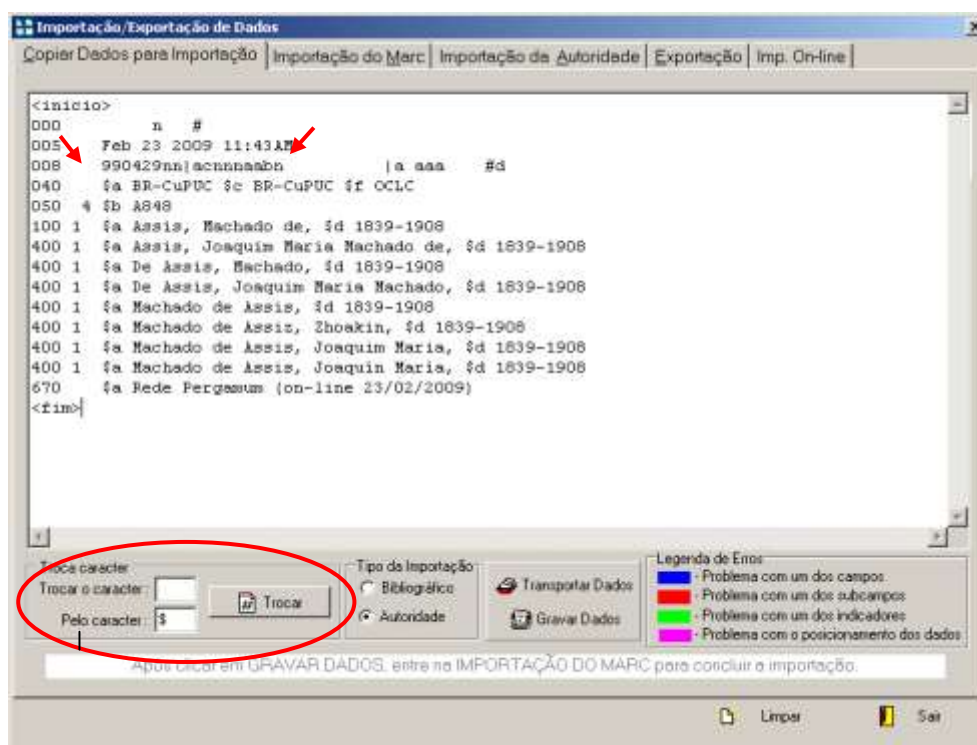 Importação/Exportação de Dados
Copiar Dados para Importação Importação do Marc Importação da Autoridade Exportação Imp. On-line
<inicio>
000 n #
005 Feb 23 2009 11:43AM
008 990429nn|acnnnaabn |a aaa #d
040 $a BR-CuPUC $c BR-CuPUC $f OCLC
050 4 $b A848
100 1 $a Assis, Machado de, $d 1839-1908
400 1 $a Assis, Joaquim Maria Machado de, $d 1839-1908
400 1 $a De Assis, Machado, $d 1839-1908
400 1 $a De Assis, Joaquim Maria Machado, $d 1839-1908
400 1 $a Machado de Assis, $d 1839-1908
400 1 $a Machado de Assiz, Zhoakin, $d 1839-1908
400 1 $a Machado de Assis, Joaquim Maria, $d 1839-1908
400 1 $a Machado de Assis, Joaquin Maria, $d 1839-1908
670 $a Rede Pergamum (on-line 23/02/2009)
<fim>
Troca caracter
Trocar o caracter:
Pelo caracter: $
Trocar
Tipo da Importação
Bibliográfico
Autoridade
Transportar Dados
Gravar Dados
Legenda de Erros
- Problema com um dos campos
- Problema com um dos subcampos
- Problema com um dos indicadores
- Problema com o posicionamento dos dados
Após clicar em GRAVAR DADOS, entre na IMPORTAÇÃO DO MARC para concluir a importação.
Limpar Sair